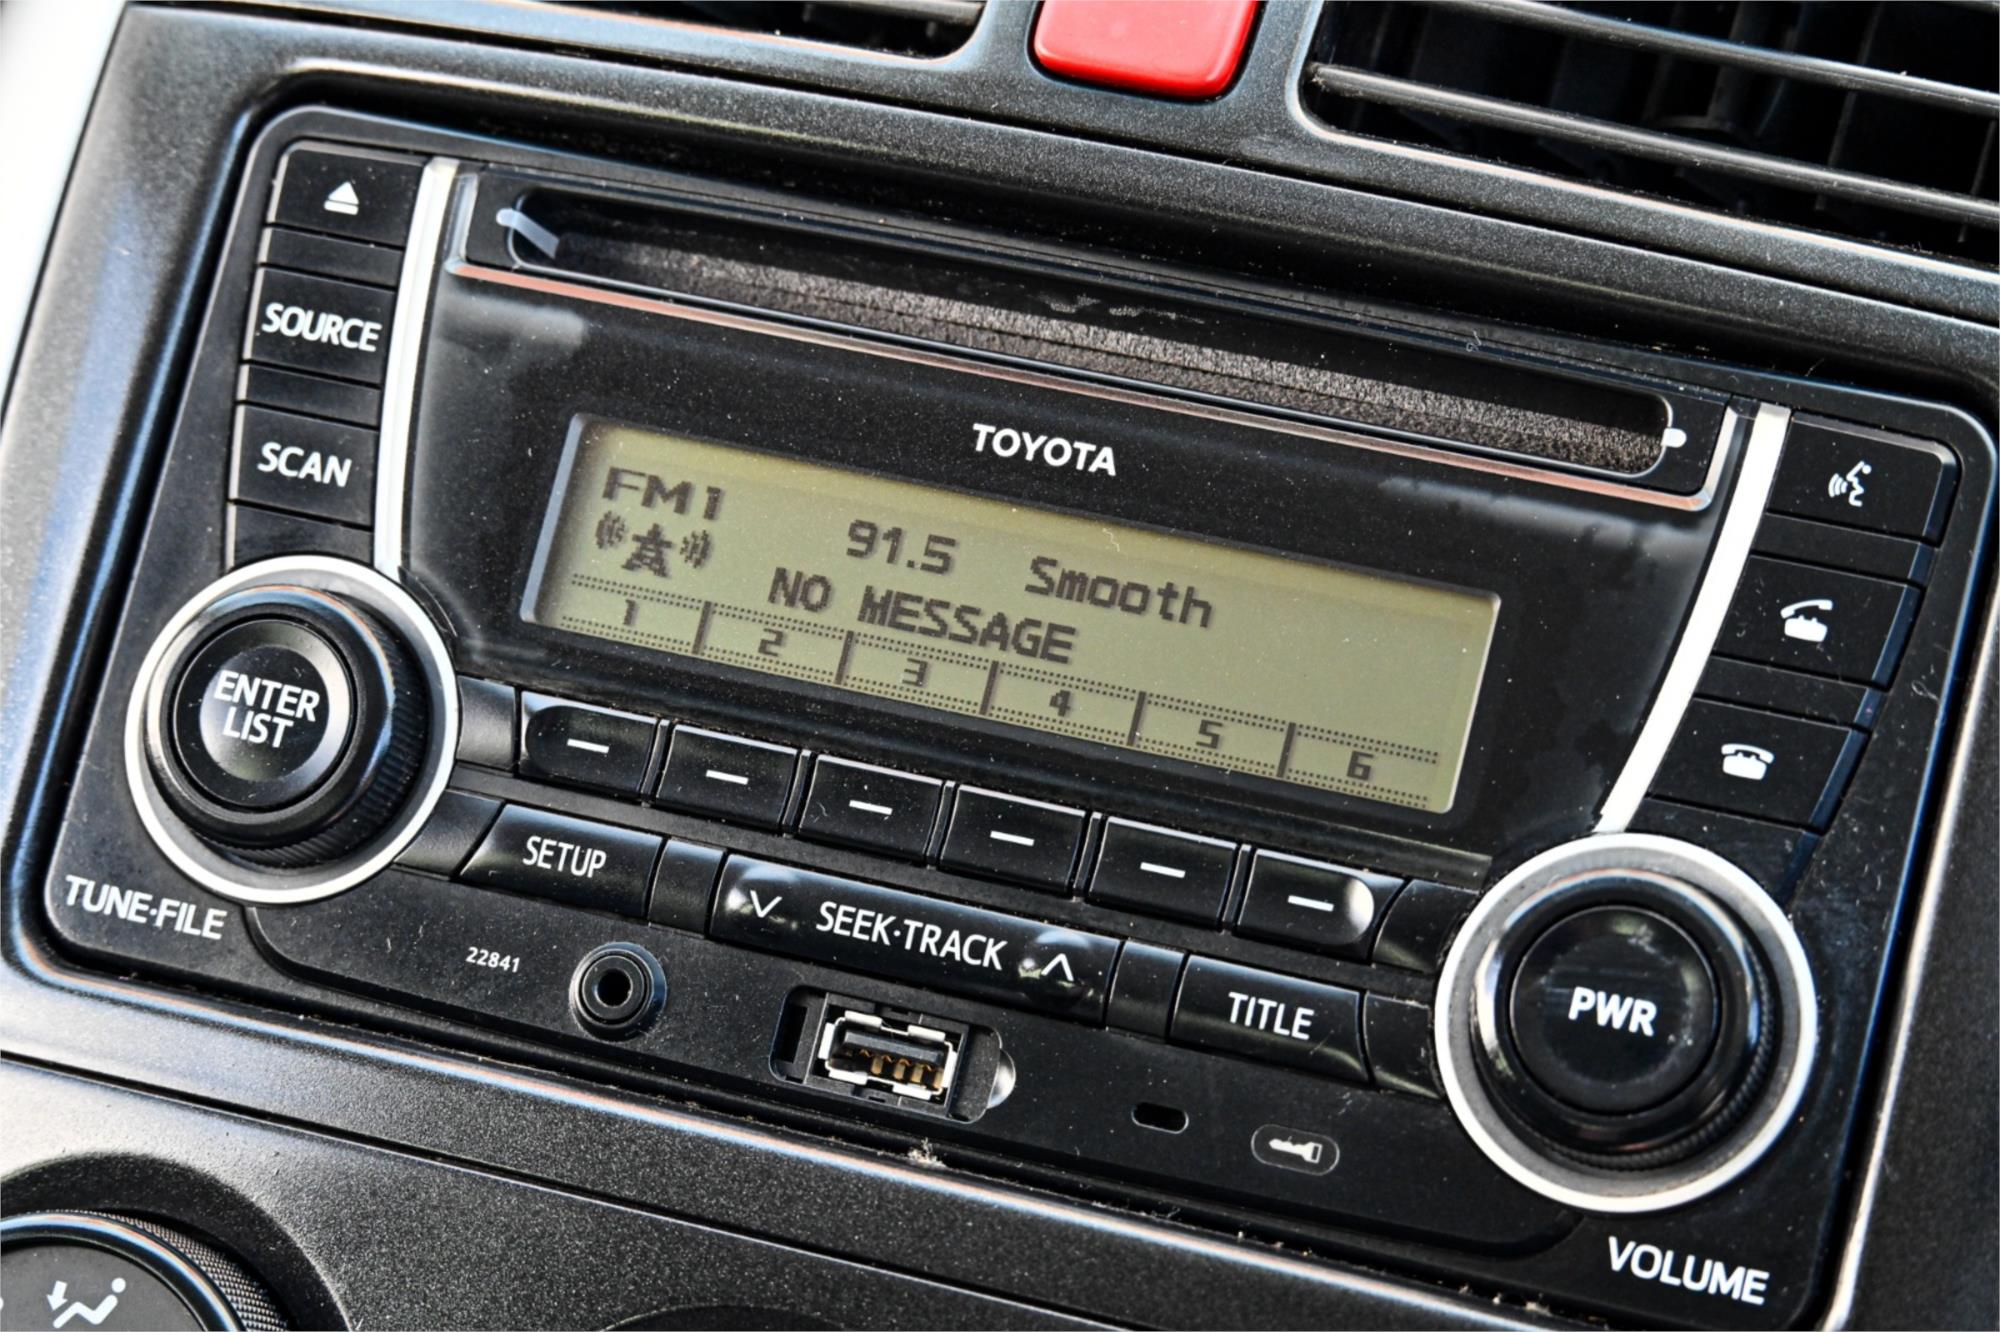 SOURCE
SCAN
TOYOTA
FM1
91.5 Smooth
NO MESSAGE
1 2 3 4 5 6
ENTER
LIST
TUNE·FILE
SETUP
SEEK·TRACK
TITLE
22841
PWR
VOLUME